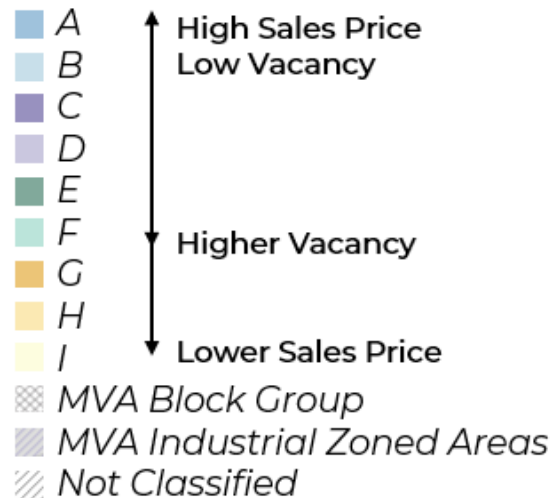 A
High Sales Price
B
Low Vacancy
C
D
E
F
Higher Vacancy
G
H
I
Lower Sales Price
MVA Block Group
MVA Industrial Zoned Areas
Not Classified